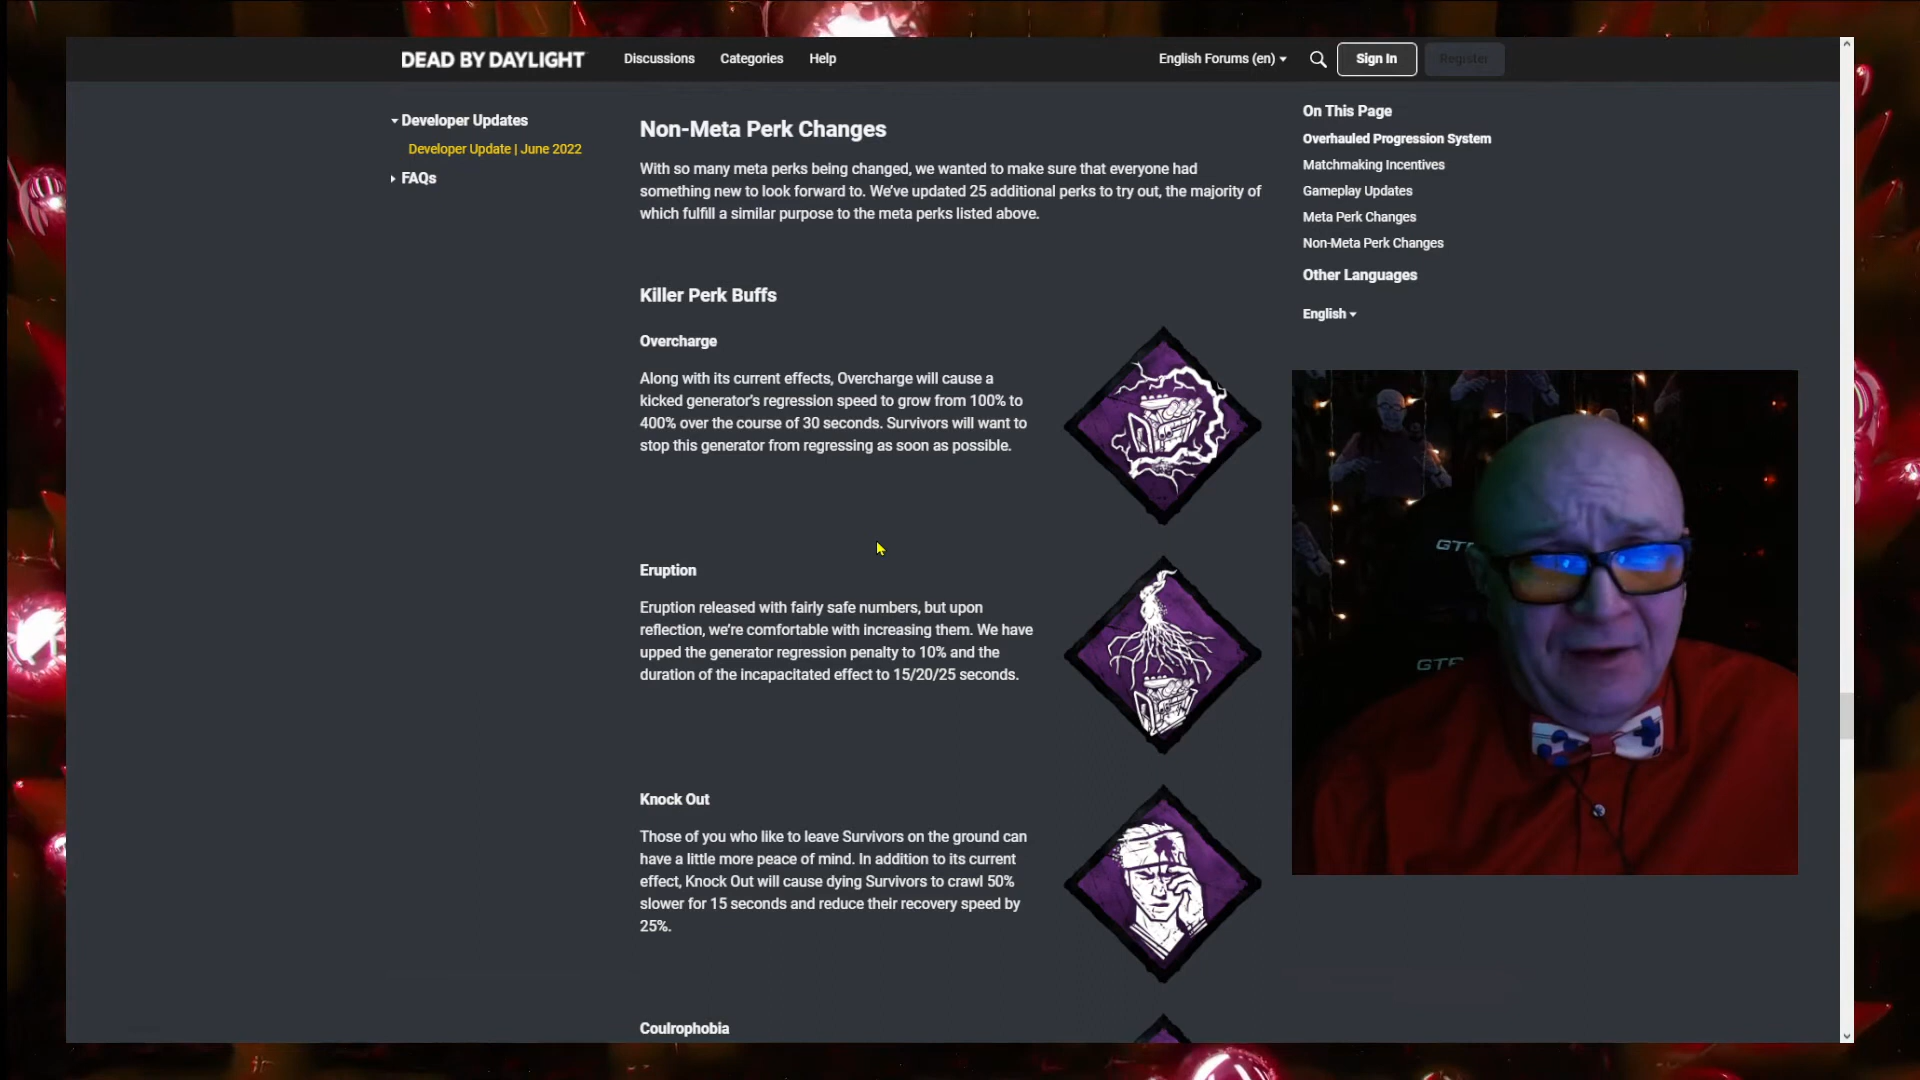 DEAD BY DAYLIGHT
Discussions
Categories
Help
English Forums (en)
Sign In
Register
Developer Updates
Developer Update | June 2022
FAQs
Non-Meta Perk Changes
With so many meta perks being changed, we wanted to make sure that everyone had
something new to look forward to. We've updated 25 additional perks to try out, the majority of
which fulfill a similar purpose to the meta perks listed above.
Killer Perk Buffs
Overcharge
Along with its current effects, Overcharge will cause a
kicked generator's regression speed to grow from 100% to
400% over the course of 30 seconds. Survivors will want to
stop this generator from regressing as soon as possible.
Eruption
Eruption released with fairly safe numbers, but upon
reflection, we're comfortable with increasing them. We have
upped the generator regression penalty to 10% and the
duration of the incapacitated effect to 15/20/25 seconds.
Knock Out
Those of you who like to leave Survivors on the ground can
have a little more peace of mind. In addition to its current
effect, Knock Out will cause dying Survivors to crawl 50%
slower for 15 seconds and reduce their recovery speed by
25%.
Coulrophobia
On This Page
Overhauled Progression System
Matchmaking Incentives
Gameplay Updates
Meta Perk Changes
Non-Meta Perk Changes
Other Languages
English